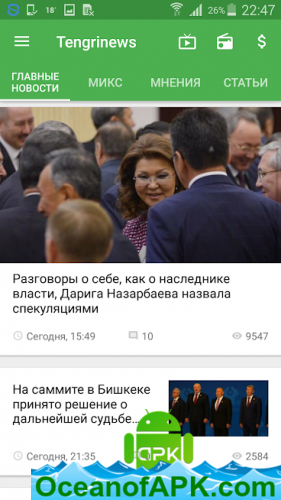 18' 26% 22:47
Tengrinews $
ГЛАВНЫЕ
НОВОСТИ
МИКС
МНЕНИЯ
СТАТЬИ
Разговоры о себе, как о наследнике
власти, Дарига Назарбаева назвала
спекуляциями
Сегодня, 15:49 10 9547
На саммите в Бишкеке
принято решение о
дальнейшей судьбе...
Сегодня, 21:35 2584
APK
OceanofAPK.com